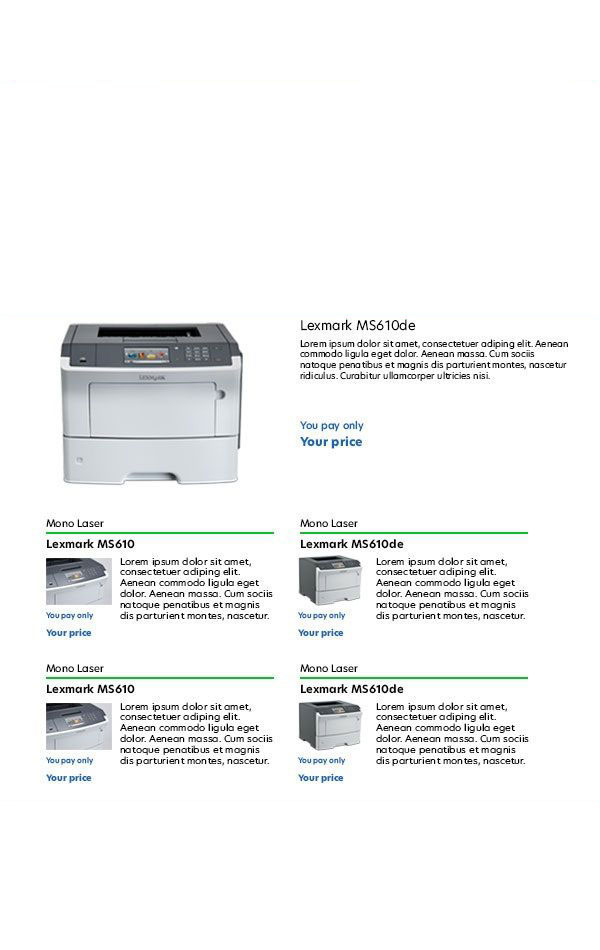 Lexmark MS610de
Lorem ipsum dolor sit amet, consectetuer adiping elit. Aenean
commodo ligula eget dolor. Aenean massa. Cum sociis
natoque penatibus et magnis dis parturient montes, nascetur
ridiculus. Curabitur ullamcorper ultricies nisi.
You pay only
Your price
Lexmark
Mono Laser
Lexmark MS610
Lorem ipsum dolor sit amet,
consectetuer adiping elit.
Aenean commodo ligula eget
dolor. Aenean massa. Cum sociis
natoque penatibus et magnis
dis parturient montes, nascetur.
You pay only
Your price
Mono Laser
Lexmark MS610de
Lorem ipsum dolor sit amet,
consectetuer adiping elit.
Aenean commodo ligula eget
dolor. Aenean massa. Cum sociis
natoque penatibus et magnis
dis parturient montes, nascetur.
You pay only
Your price
Mono Laser
Lexmark MS610
Lorem ipsum dolor sit amet,
consectetuer adiping elit.
Aenean commodo ligula eget
dolor. Aenean massa. Cum sociis
natoque penatibus et magnis
dis parturient montes, nascetur.
You pay only
Your price
Mono Laser
Lexmark MS610de
Lorem ipsum dolor sit amet,
consectetuer adiping elit.
Aenean commodo ligula eget
dolor. Aenean massa. Cum sociis
natoque penatibus et magnis
dis parturient montes, nascetur.
You pay only
Your price